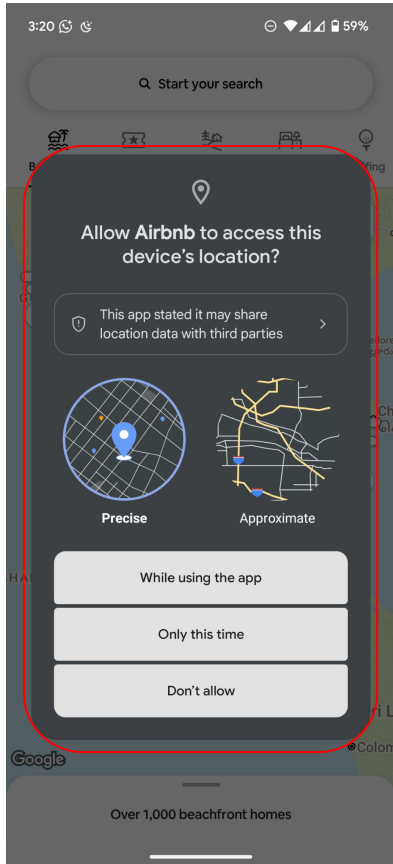 3:20
59%
Start your search
Allow Airbnb to access this
device's location?
This app stated it may share
location data with third parties
Precise
Approximate
While using the app
Only this time
Don't allow
Google
Over 1,000 beachfront homes